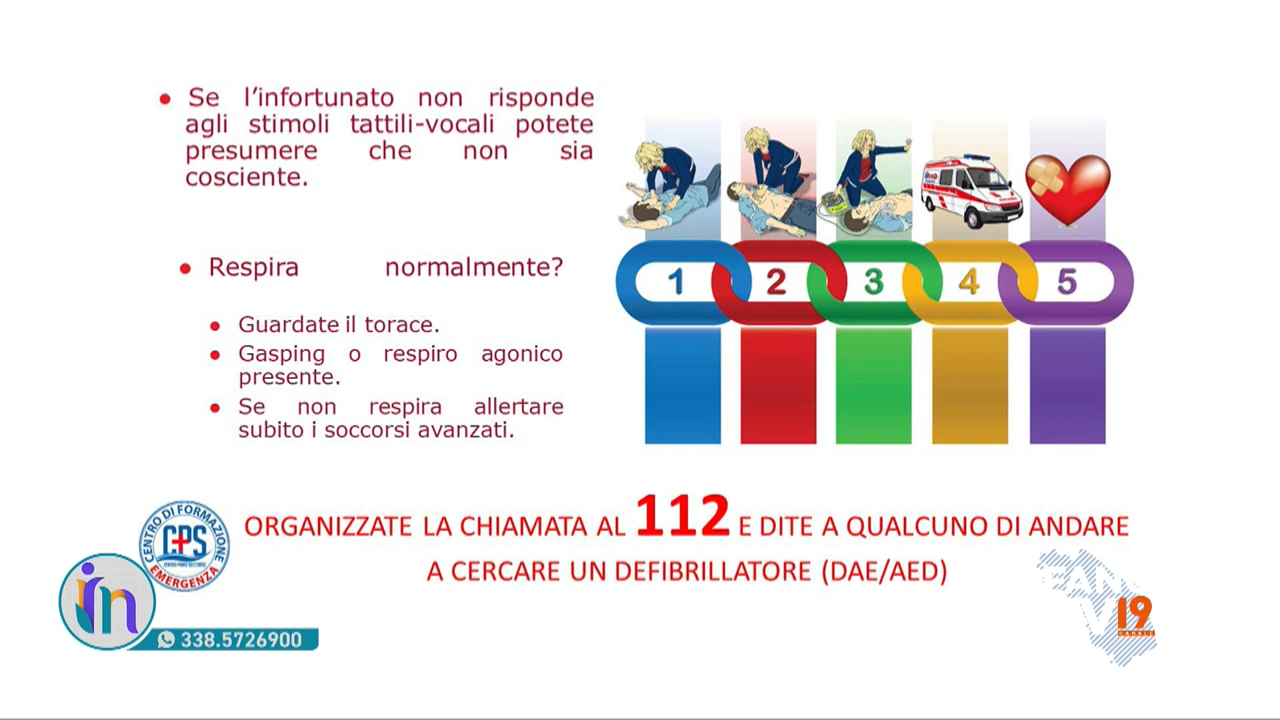 • Se l'infortunato non risponde
agli stimoli tattili-vocali potete
presumere che non sia
cosciente.
• Respira normalmente?
• Guardate il torace.
• Gasping o respiro agonico
presente.
• Se non respira allertare
subito i soccorsi avanzati.
1 2 3 4 5
ORGANIZZATE LA CHIAMATA AL 112 E DITE A QUALCUNO DI ANDARE
A CERCARE UN DEFIBRILLATORE (DAE/AED)
CENTRO DI FORMAZIONE
CPS
EMERGENZA
in
338.5726900
19
CANALE